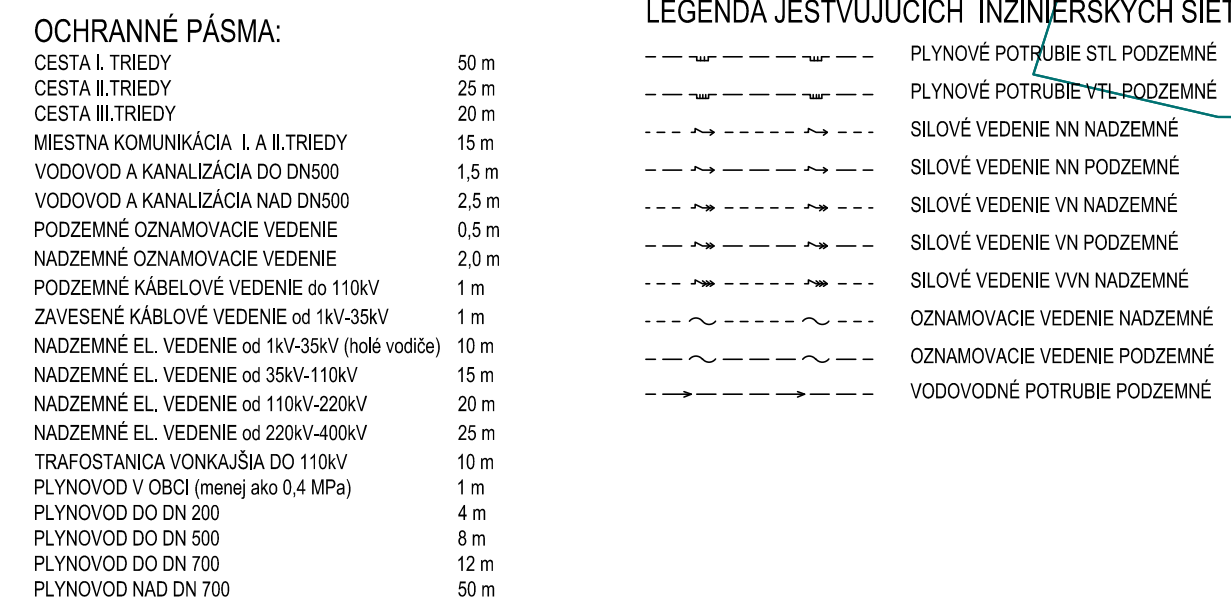 OCHRANNÉ PÁSMA:
CESTA I. TRIEDY 50 m
CESTA II.TRIEDY 25 m
CESTA III.TRIEDY 20 m
MIESTNA KOMUNIKÁCIA I. A II.TRIEDY 15 m
VODOVOD A KANALIZÁCIA DO DN500 1,5 m
VODOVOD A KANALIZÁCIA NAD DN500 2,5 m
PODZEMNÉ OZNAMOVACIE VEDENIE 0,5 m
NADZEMNÉ OZNAMOVACIE VEDENIE 2,0 m
PODZEMNÉ KÁBELOVÉ VEDENIE do 110kV 1 m
ZAVESENÉ KÁBLOVÉ VEDENIE od 1kV-35kV 1 m
NADZEMNÉ EL. VEDENIE od 1kV-35kV (holé vodiče) 10 m
NADZEMNÉ EL. VEDENIE od 35kV-110kV 15 m
NADZEMNÉ EL. VEDENIE od 110kV-220kV 20 m
NADZEMNÉ EL. VEDENIE od 220kV-400kV 25 m
TRAFOSTANICA VONKAJŠIA DO 110kV 10 m
PLYNOVOD V OBCI (menej ako 0,4 MPa) 1 m
PLYNOVOD DO DN 200 4 m
PLYNOVOD DO DN 500 8 m
PLYNOVOD DO DN 700 12 m
PLYNOVOD NAD DN 700 50 m
LEGENDA JESTVUJÚCICH INŽINIERSKYCH SIET
PLYNOVÉ POTRUBIE STL PODZEMNÉ
PLYNOVÉ POTRUBIE VTL PODZEMNÉ
SILOVÉ VEDENIE NN NADZEMNÉ
SILOVÉ VEDENIE NN PODZEMNÉ
SILOVÉ VEDENIE VN NADZEMNÉ
SILOVÉ VEDENIE VN PODZEMNÉ
SILOVÉ VEDENIE VVN NADZEMNÉ
OZNAMOVACIE VEDENIE NADZEMNÉ
OZNAMOVACIE VEDENIE PODZEMNÉ
VODOVODNÉ POTRUBIE PODZEMNÉ